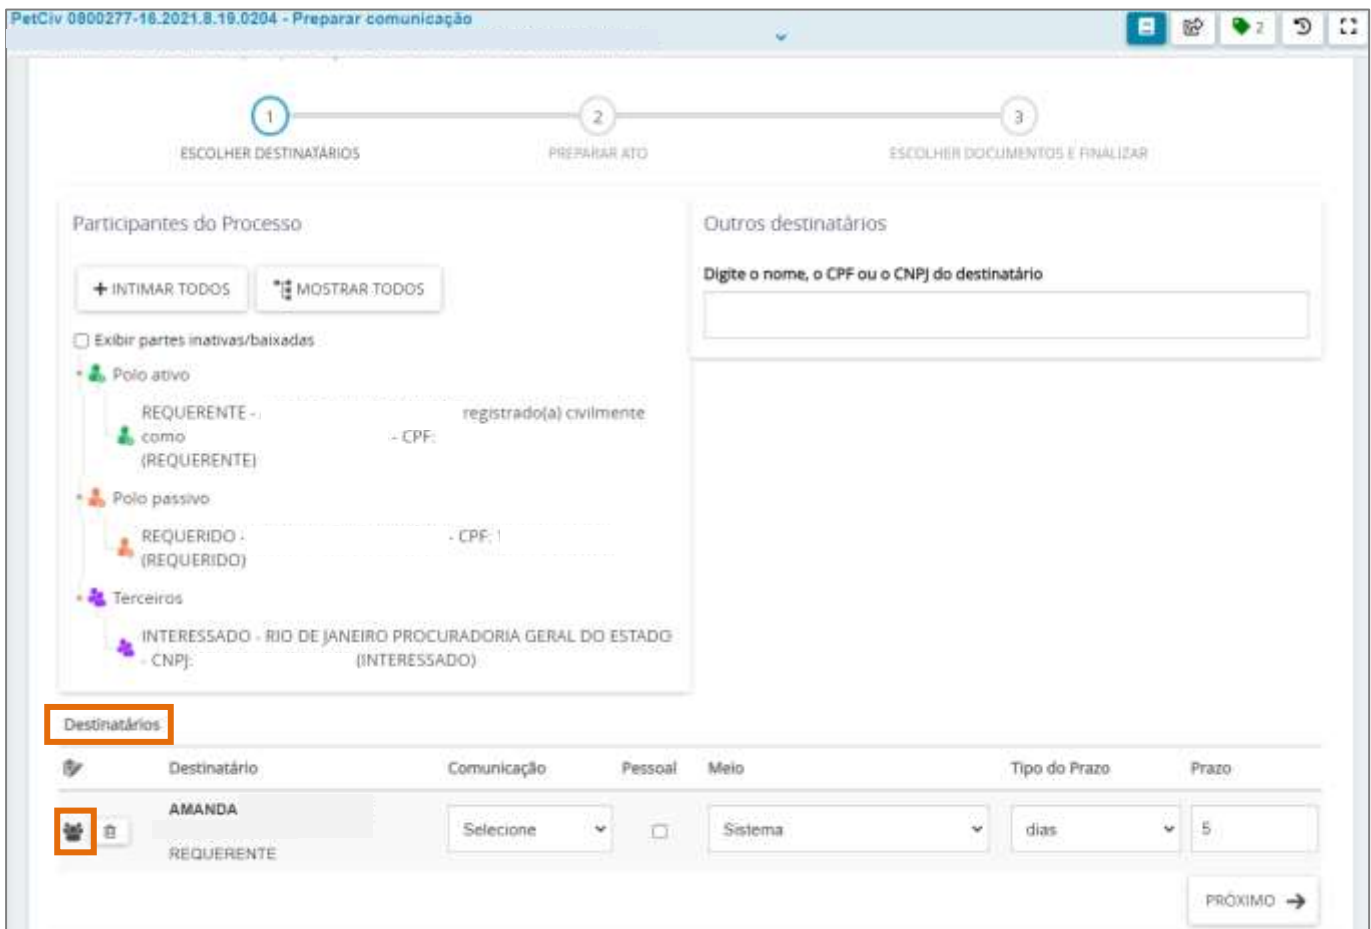 PetCiv 0800277-16.2021.8.19.0204 - Preparar comunicação
2
1
2
3
ESCOLHER DESTINATÁRIOS
PREPARAR ATO
ESCOLHER DOCUMENTOS E FINALIZAR
Participantes do Processo
Outros destinatários
Digite o nome, o CPF ou o CNPJ do destinatário
+ INTIMAR TODOS
MOSTRAR TODOS
Exibir partes inativas/baixadas
Polo ativo
REQUERENTE - registrado(a) civilmente
como - CPF:
(REQUERENTE)
Polo passivo
REQUERIDO - - CPF:
(REQUERIDO)
Terceiros
INTERESSADO - RIO DE JANEIRO PROCURADORIA GERAL DO ESTADO
- CNPJ: (INTERESSADO)
Destinatários
Destinatário Comunicação Pessoal Meio Tipo do Prazo Prazo
AMANDA
Selecione Sistema dias 5
REQUERENTE
PRÓXIMO →